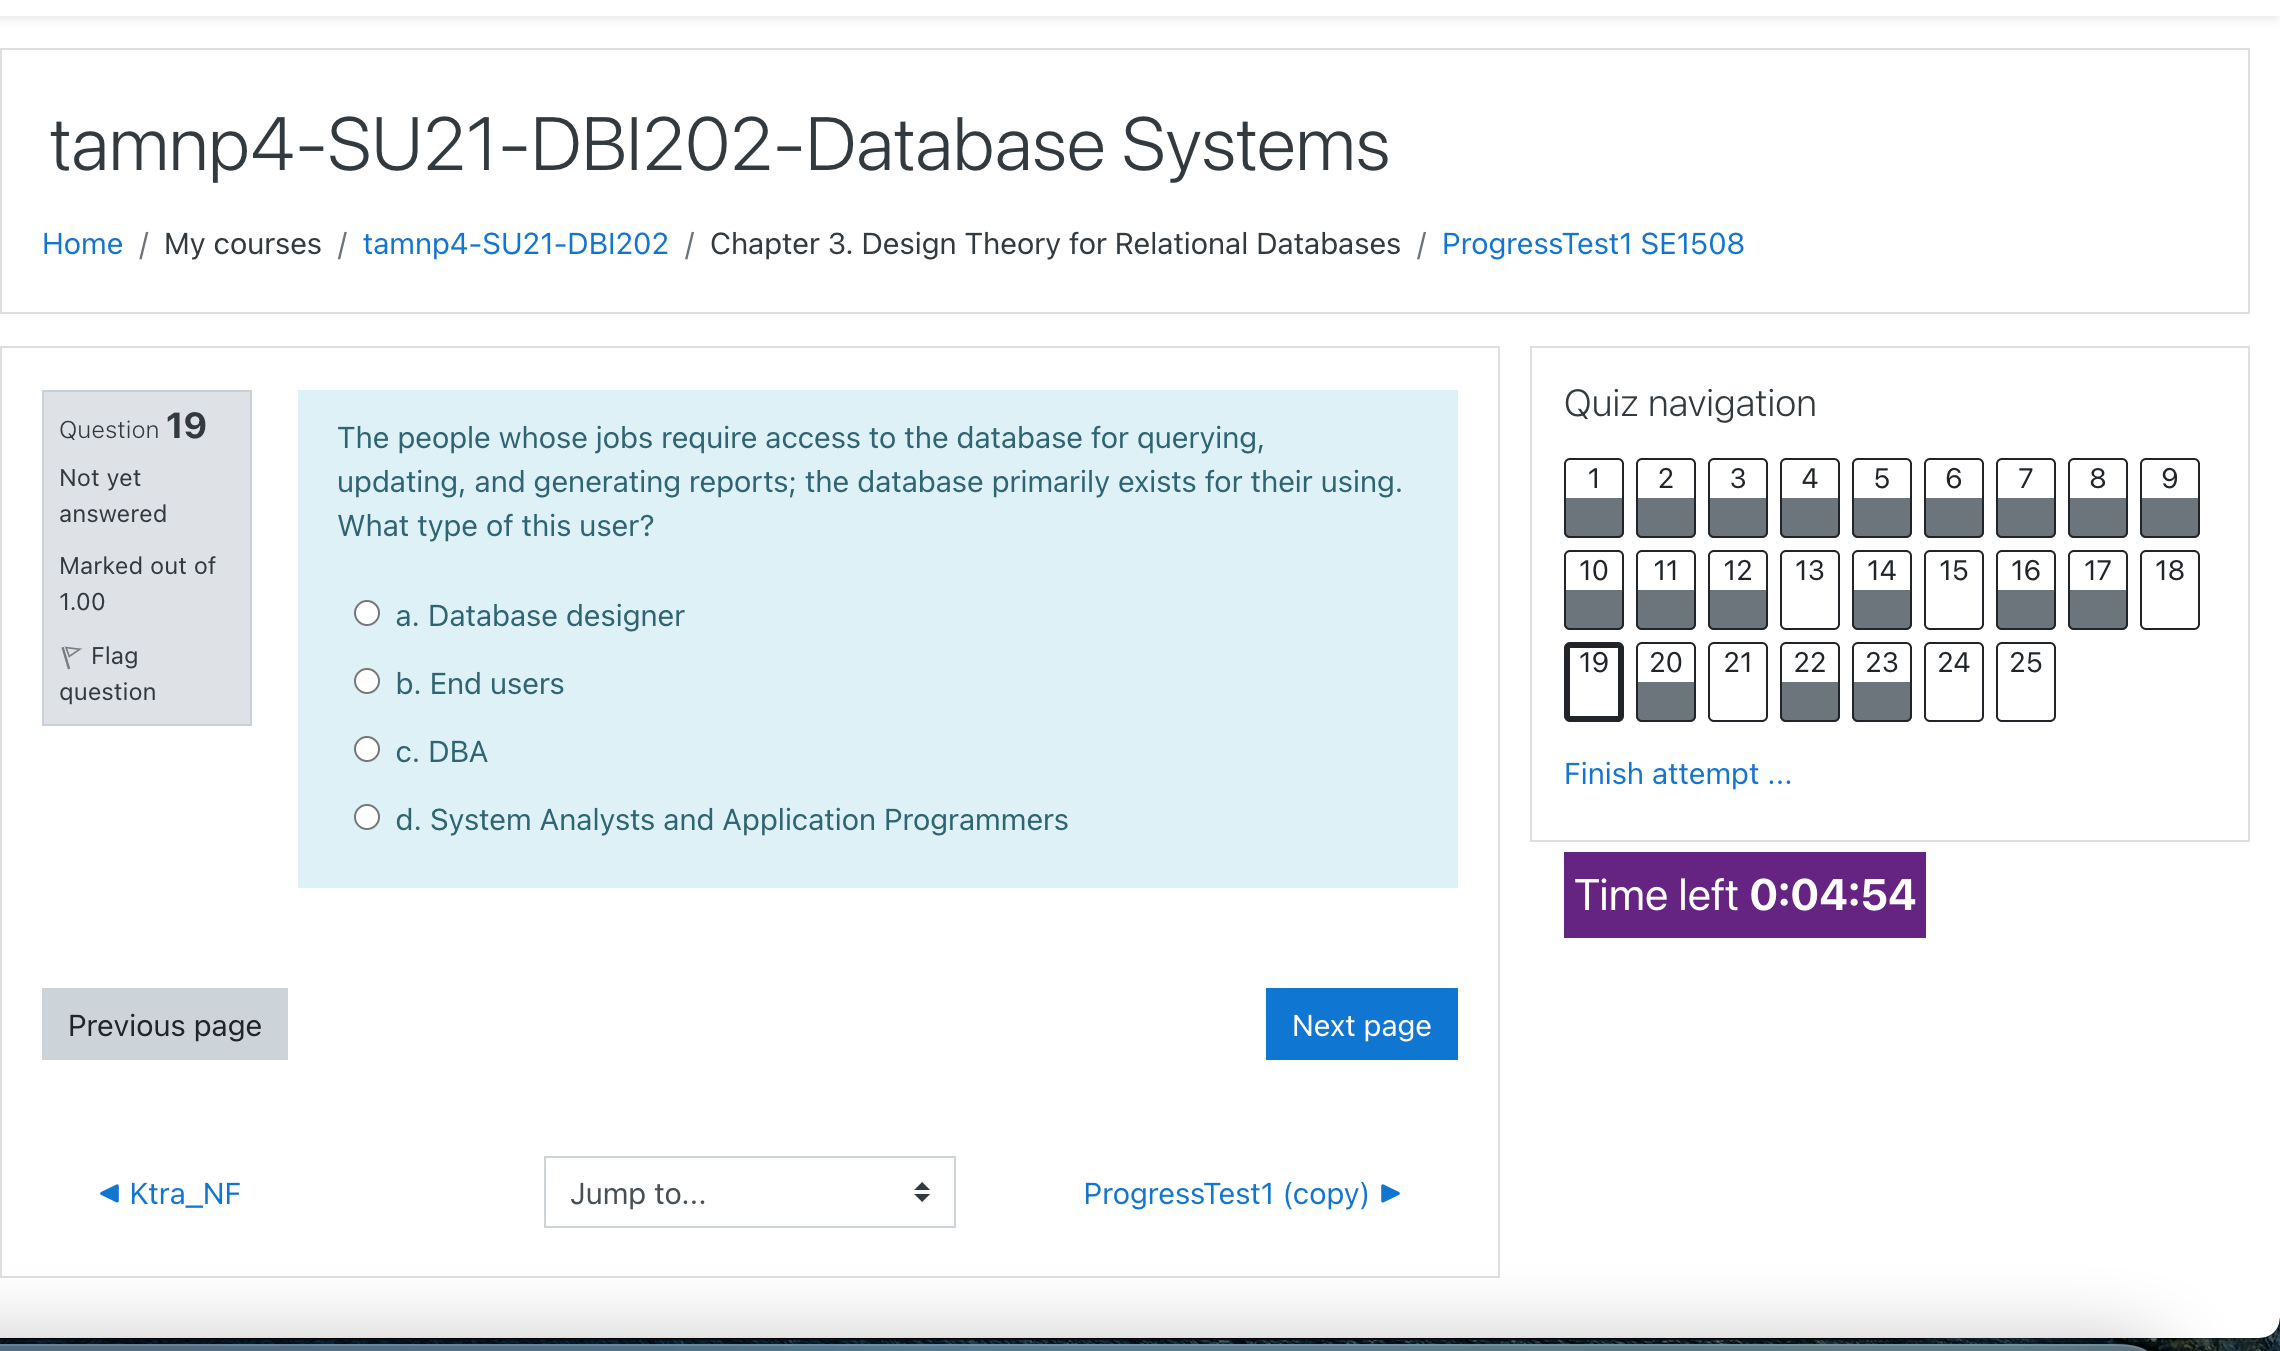 tamnp4-SU21-DBI202-Database Systems
Home / My courses / tamnp4-SU21-DBI202 / Chapter 3. Design Theory for Relational Databases / ProgressTest1 SE1508
Question 19
Not yet
answered
Marked out of
1.00
Flag
question
The people whose jobs require access to the database for querying,
updating, and generating reports; the database primarily exists for their using.
What type of this user?
a. Database designer
b. End users
c. DBA
d. System Analysts and Application Programmers
Previous page
Next page
◀ Ktra_NF
Jump to...
ProgressTest1 (copy) ▶
Quiz navigation
1 2 3 4 5 6 7 8 9
10 11 12 13 14 15 16 17 18
19 20 21 22 23 24 25
Finish attempt ...
Time left 0:04:54